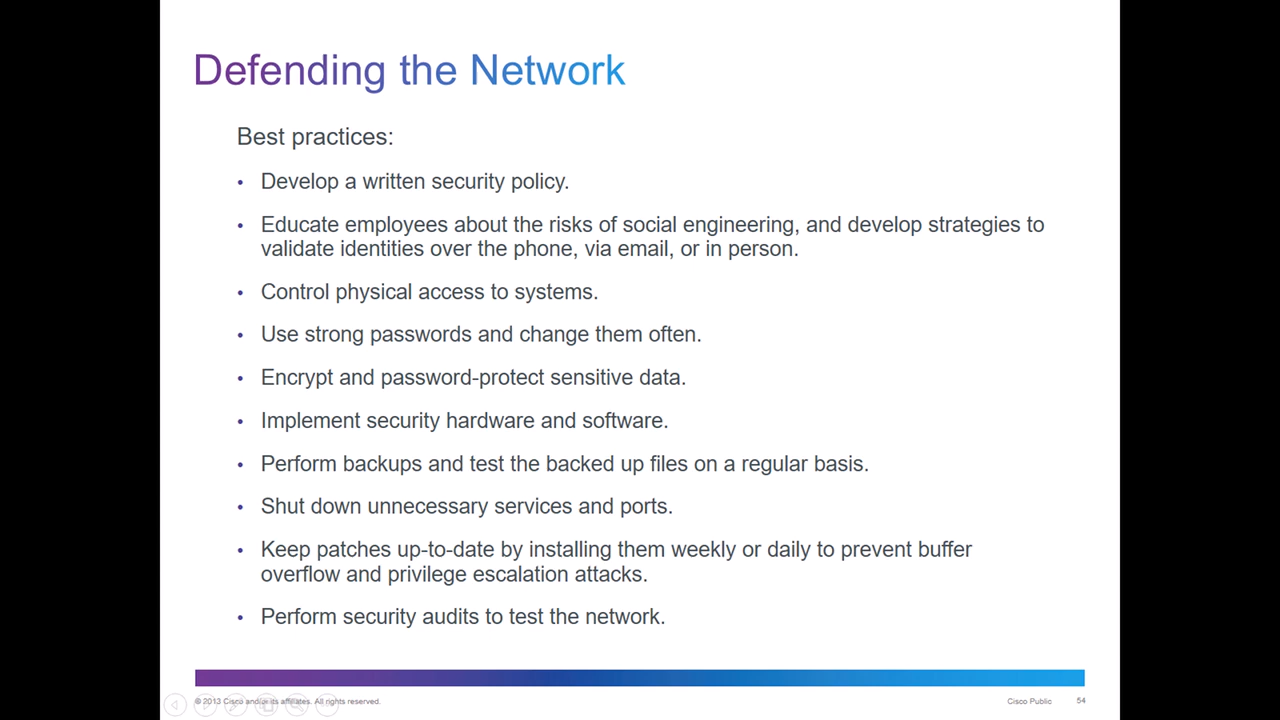 Defending the Network
Best practices:
• Develop a written security policy.
• Educate employees about the risks of social engineering, and develop strategies to
validate identities over the phone, via email, or in person.
• Control physical access to systems.
• Use strong passwords and change them often.
• Encrypt and password-protect sensitive data.
• Implement security hardware and software.
• Perform backups and test the backed up files on a regular basis.
• Shut down unnecessary services and ports.
• Keep patches up-to-date by installing them weekly or daily to prevent buffer
overflow and privilege escalation attacks.
• Perform security audits to test the network.
© 2013 Cisco and/or its affiliates. All rights reserved.
Cisco Public
54